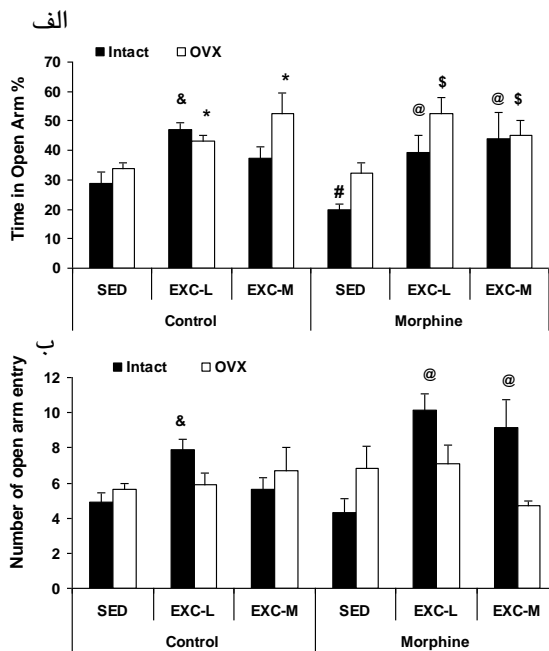 الف
Intact OVX
Time in Open Arm %
70
60
50
40
30
20
10
0
& * * # @ $ @ $
SED EXC-L EXC-M SED EXC-L EXC-M
Control Morphine
ب
Intact OVX
Number of open arm entry
12
10
8
6
4
2
0
& @ @
SED EXC-L EXC-M SED EXC-L EXC-M
Control Morphine